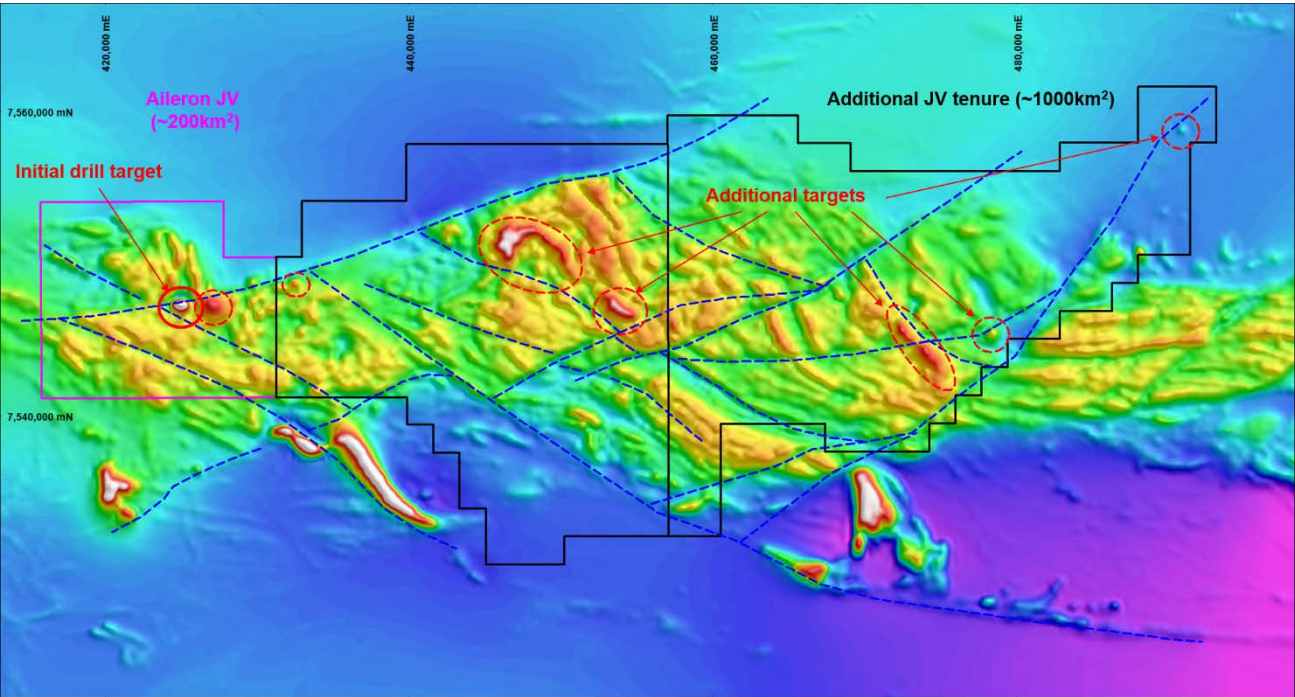 420,000 mE
440,000 mE
460,000 mE
480,000 mE
Aileron JV
(~200km²)
Additional JV tenure (~1000km²)
7,560,000 mN
Initial drill target
Additional targets
7,540,000 mN